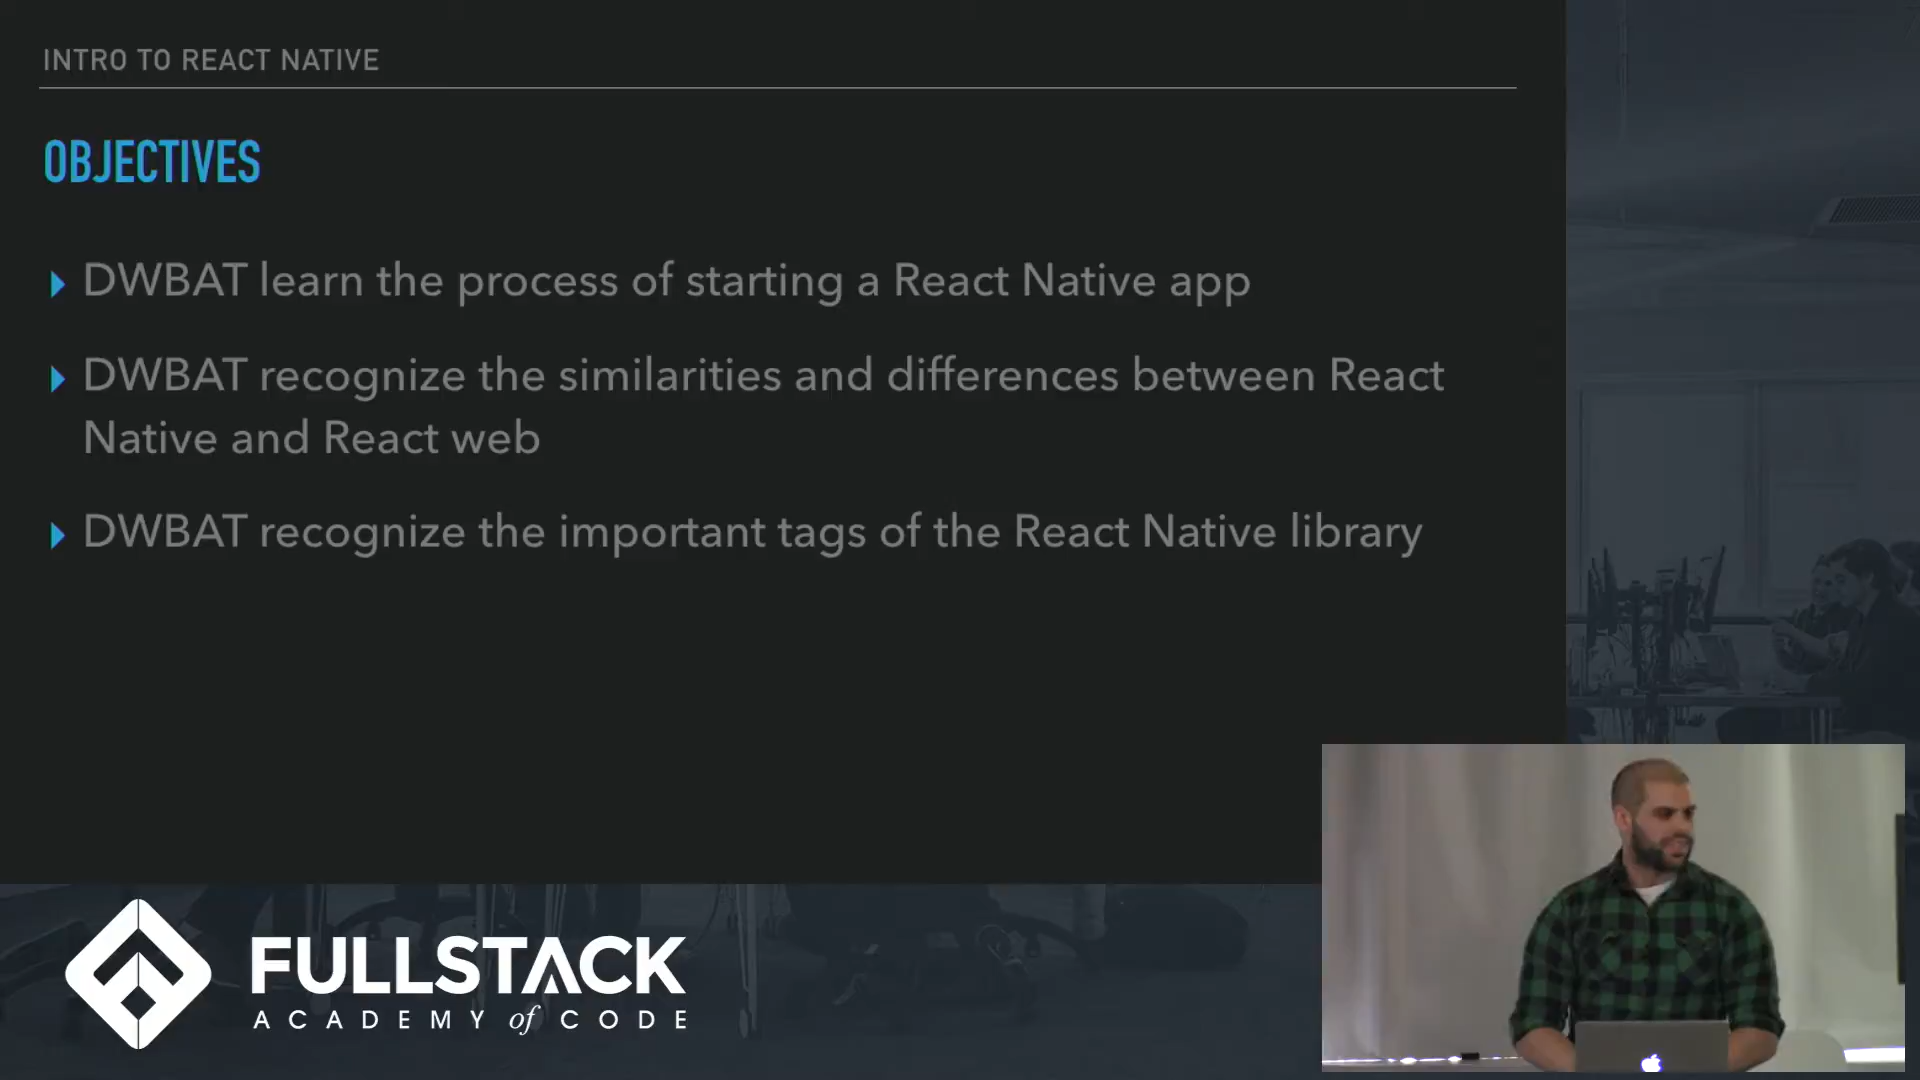 INTRO TO REACT NATIVE
OBJECTIVES
DWBAT learn the process of starting a React Native app
DWBAT recognize the similarities and differences between React
Native and React web
DWBAT recognize the important tags of the React Native library
FULLSTACK
ACADEMY of CODE